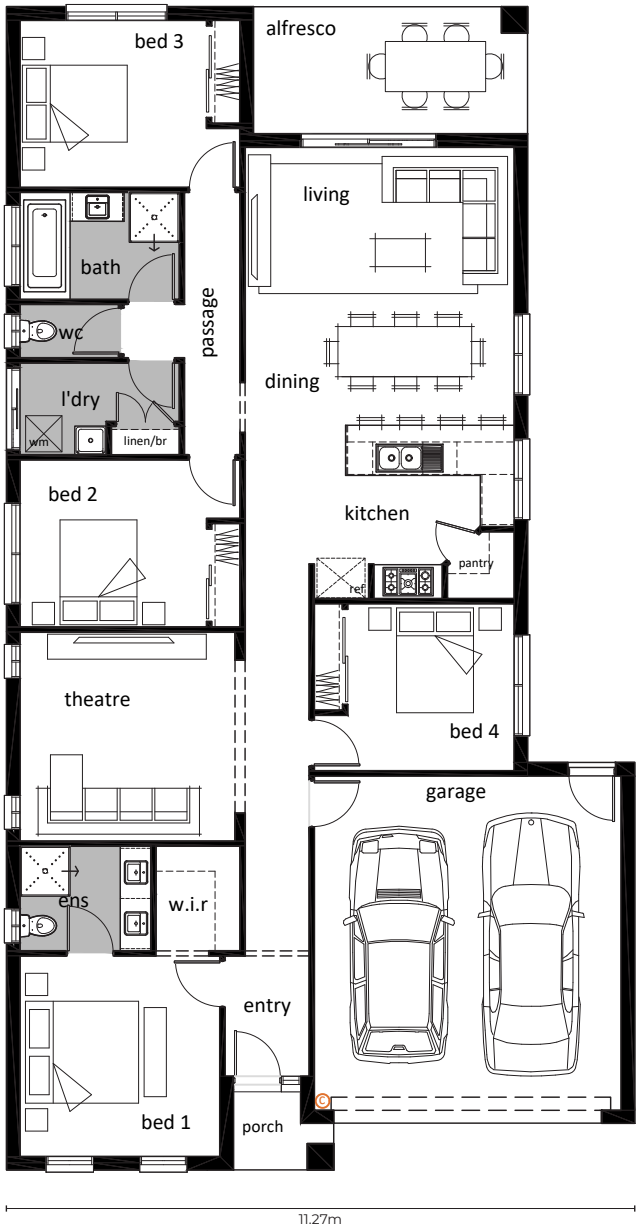 bed 3
alfresco
living
bath
passage
wc
dining
l'dry
wm
linen/br
bed 2
kitchen
ref
pantry
theatre
bed 4
garage
ens
w.i.r
entry
©
bed 1
porch
11.27m